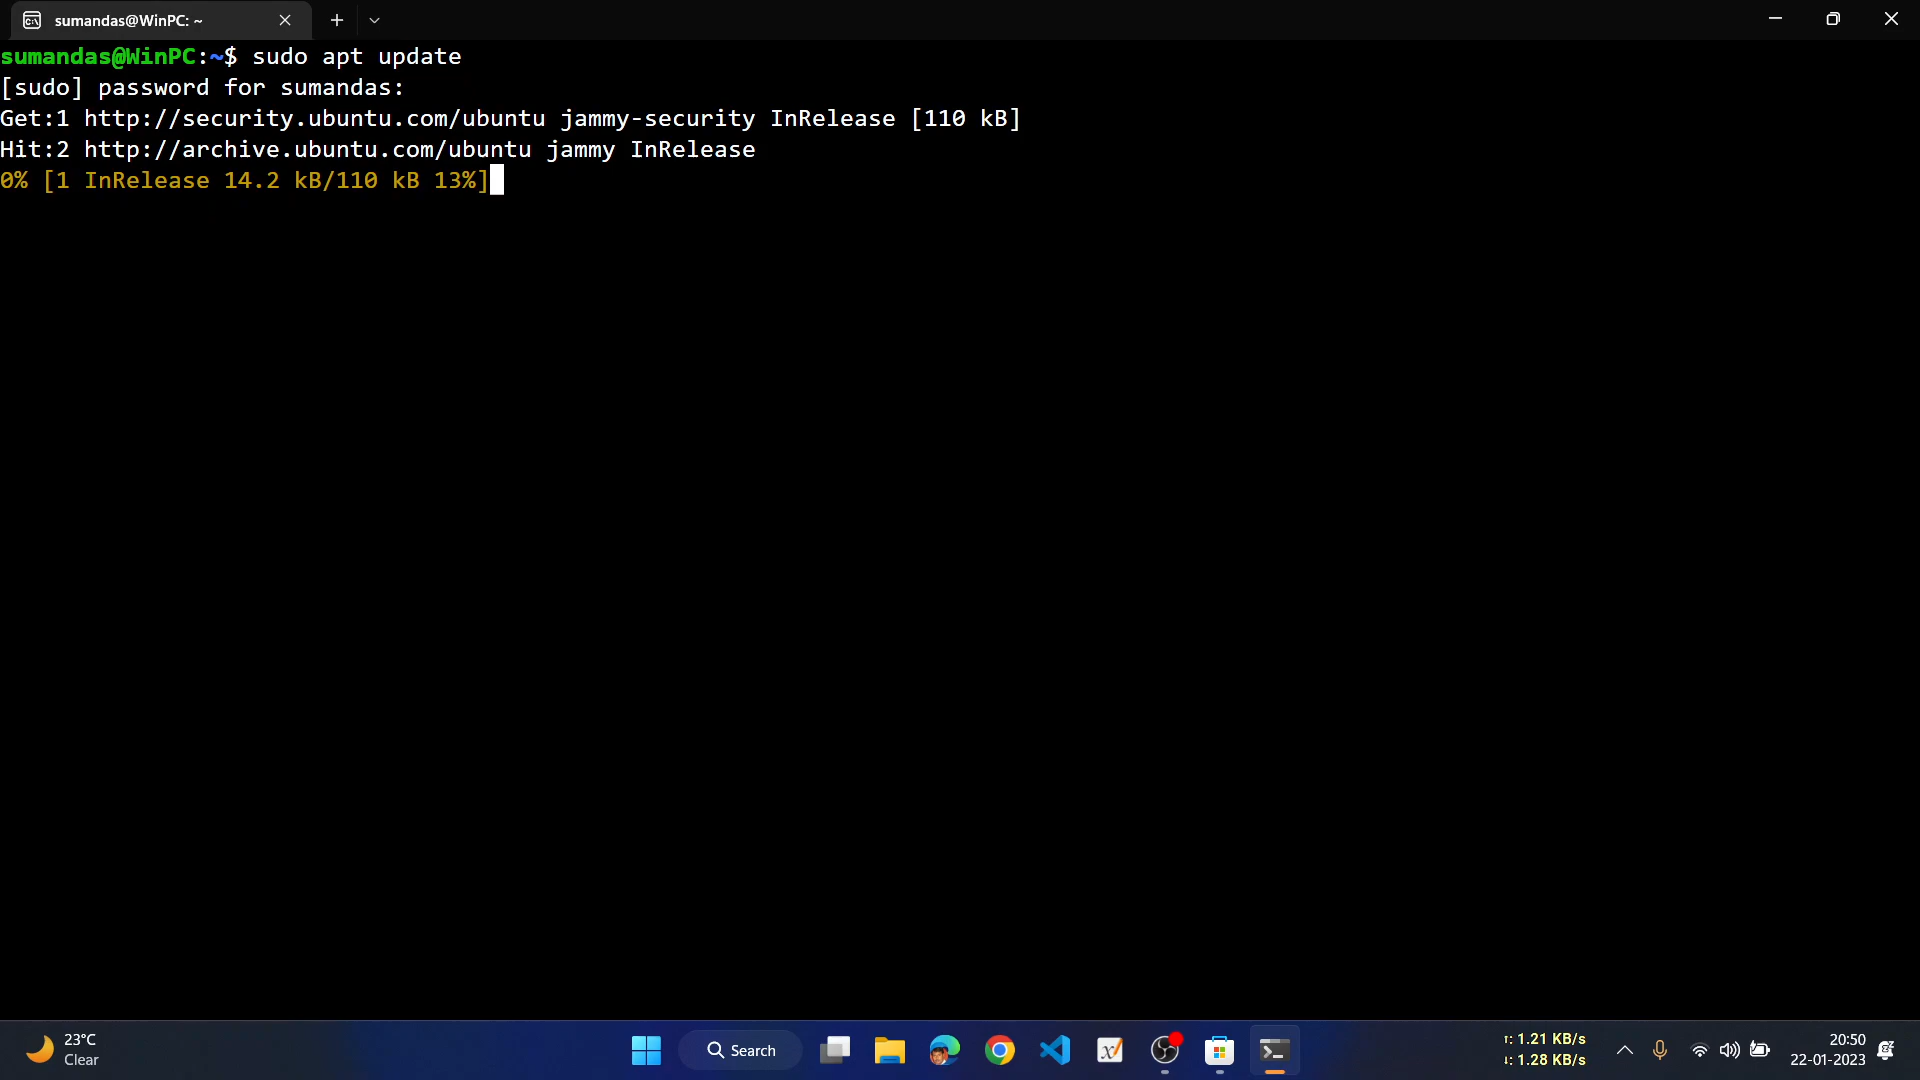 sumandas@WinPC: ~
sumandas@WinPC:~$ sudo apt update
[sudo] password for sumandas:
Get:1 http://security.ubuntu.com/ubuntu jammy-security InRelease [110 kB]
Hit:2 http://archive.ubuntu.com/ubuntu jammy InRelease
0% [1 InRelease 14.2 kB/110 kB 13%]
23°C
Clear
Search
↑: 1.21 KB/s
↓: 1.28 KB/s
20:50
22-01-2023